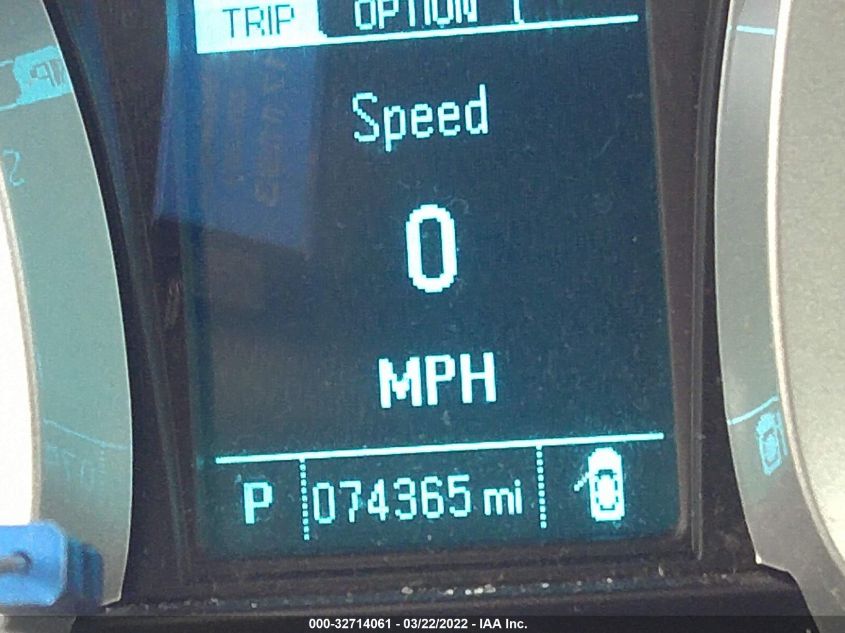 TRIP OPTION
Speed
0
MPH
P 074365 mi
000-32714061 - 03/22/2022 - IAA Inc.